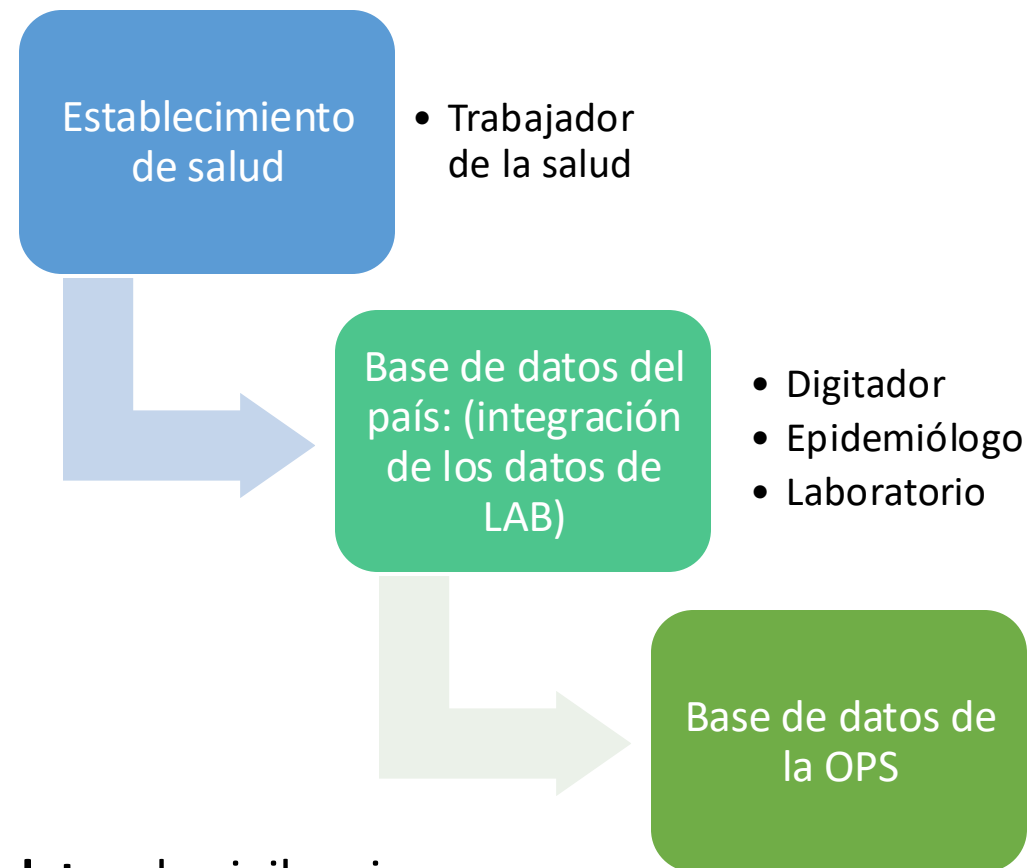 Establecimiento
de salud
• Trabajador
de la salud
Base de datos del
país: (integración
de los datos de
LAB)
• Digitador
• Epidemiólogo
• Laboratorio
Base de datos de
la OPS